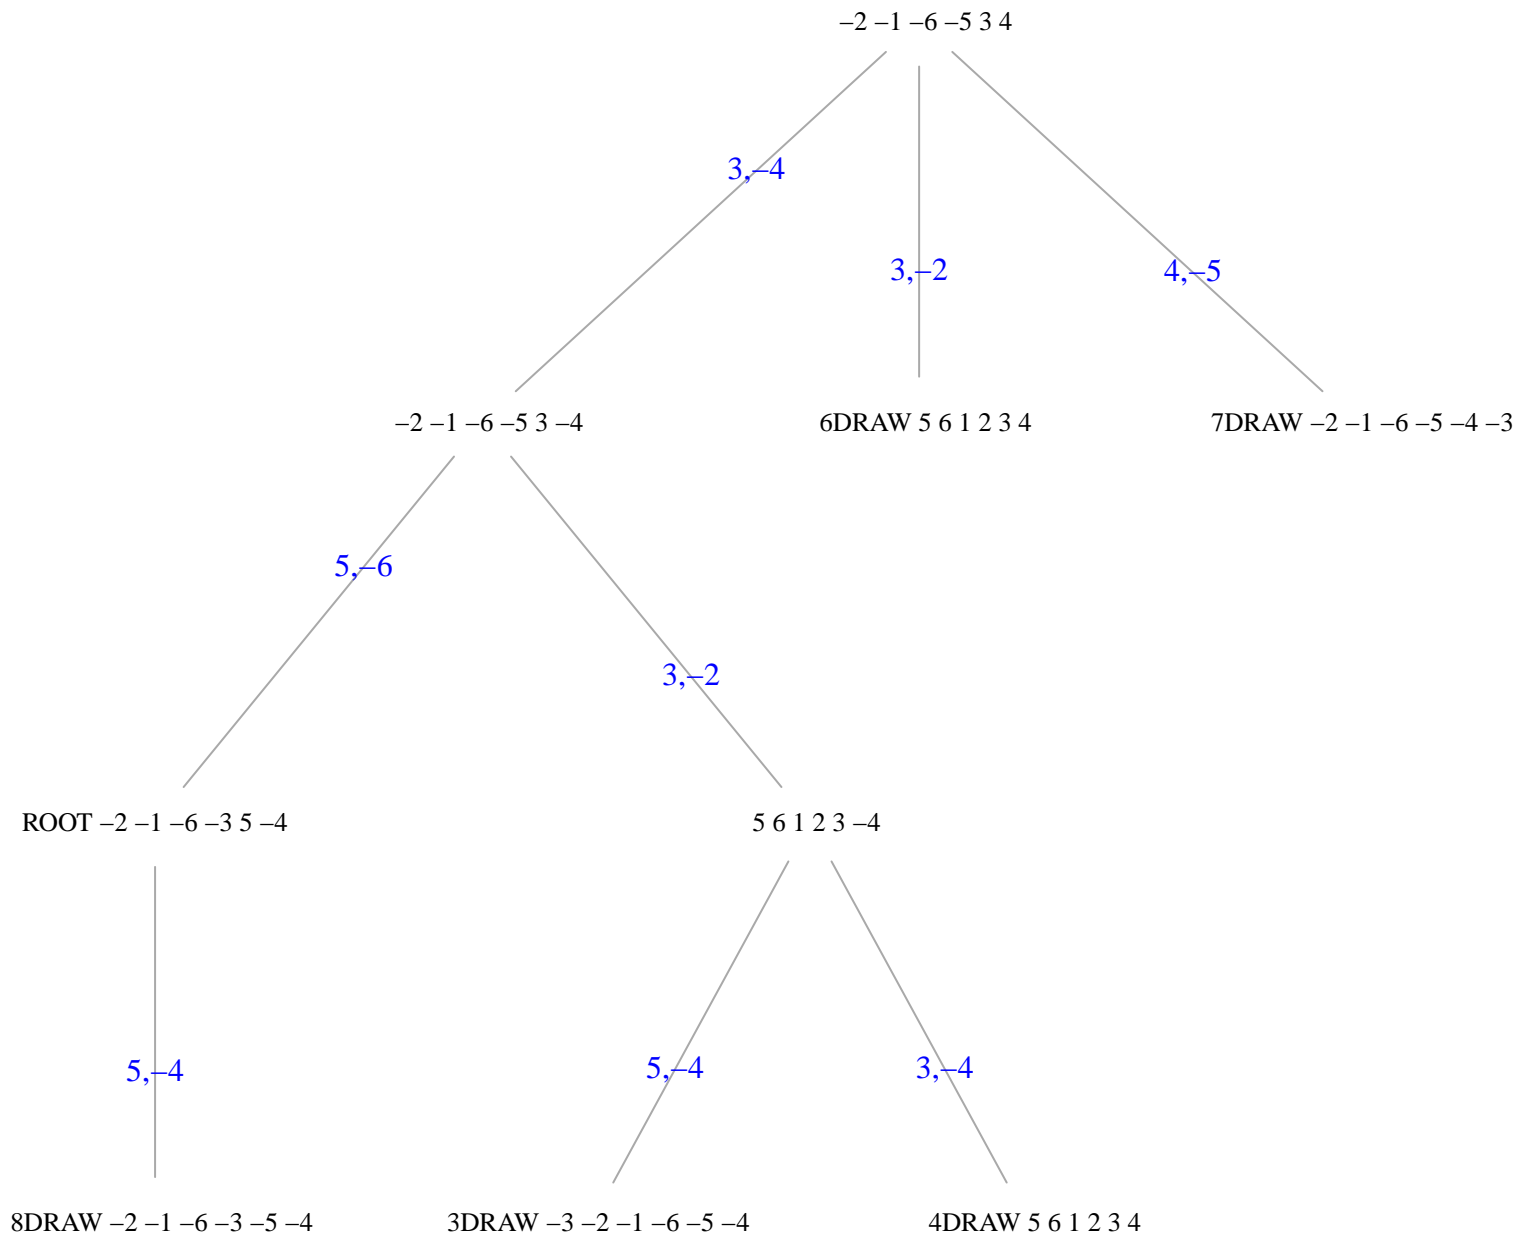 –2 –1 –6 –5 3 4
3,–4
3,–2
4,–5
–2 –1 –6 –5 3 –4
6DRAW 5 6 1 2 3 4
7DRAW –2 –1 –6 –5 –4 –3
5,–6
3,–2
ROOT –2 –1 –6 –3 5 –4
5 6 1 2 3 –4
5,–4
5,–4
3,–4
8DRAW –2 –1 –6 –3 –5 –4
3DRAW –3 –2 –1 –6 –5 –4
4DRAW 5 6 1 2 3 4